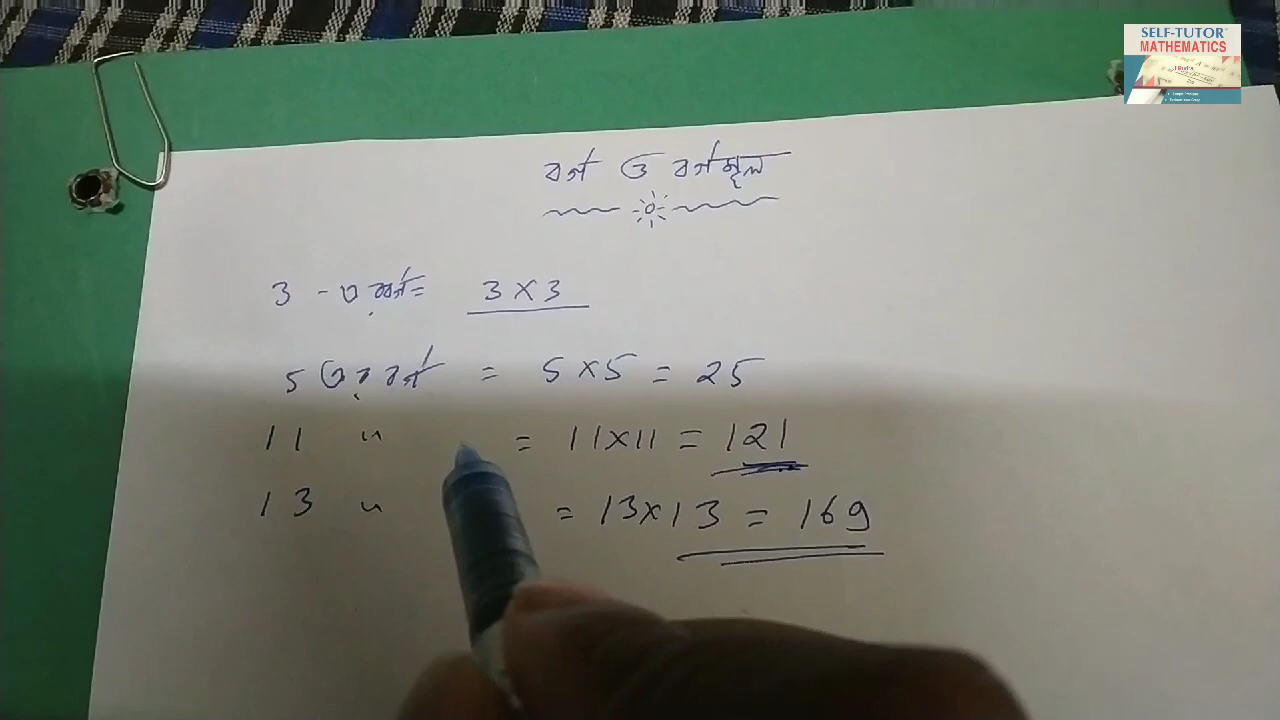 SELF-TUTOR
MATHEMATICS
বর্গ ও বর্গমূল
3 - এর বর্গ = 3 × 3
5 এর বর্গ = 5 × 5 = 25
11 " = 11 × 11 = 121
13 " = 13 × 13 = 169